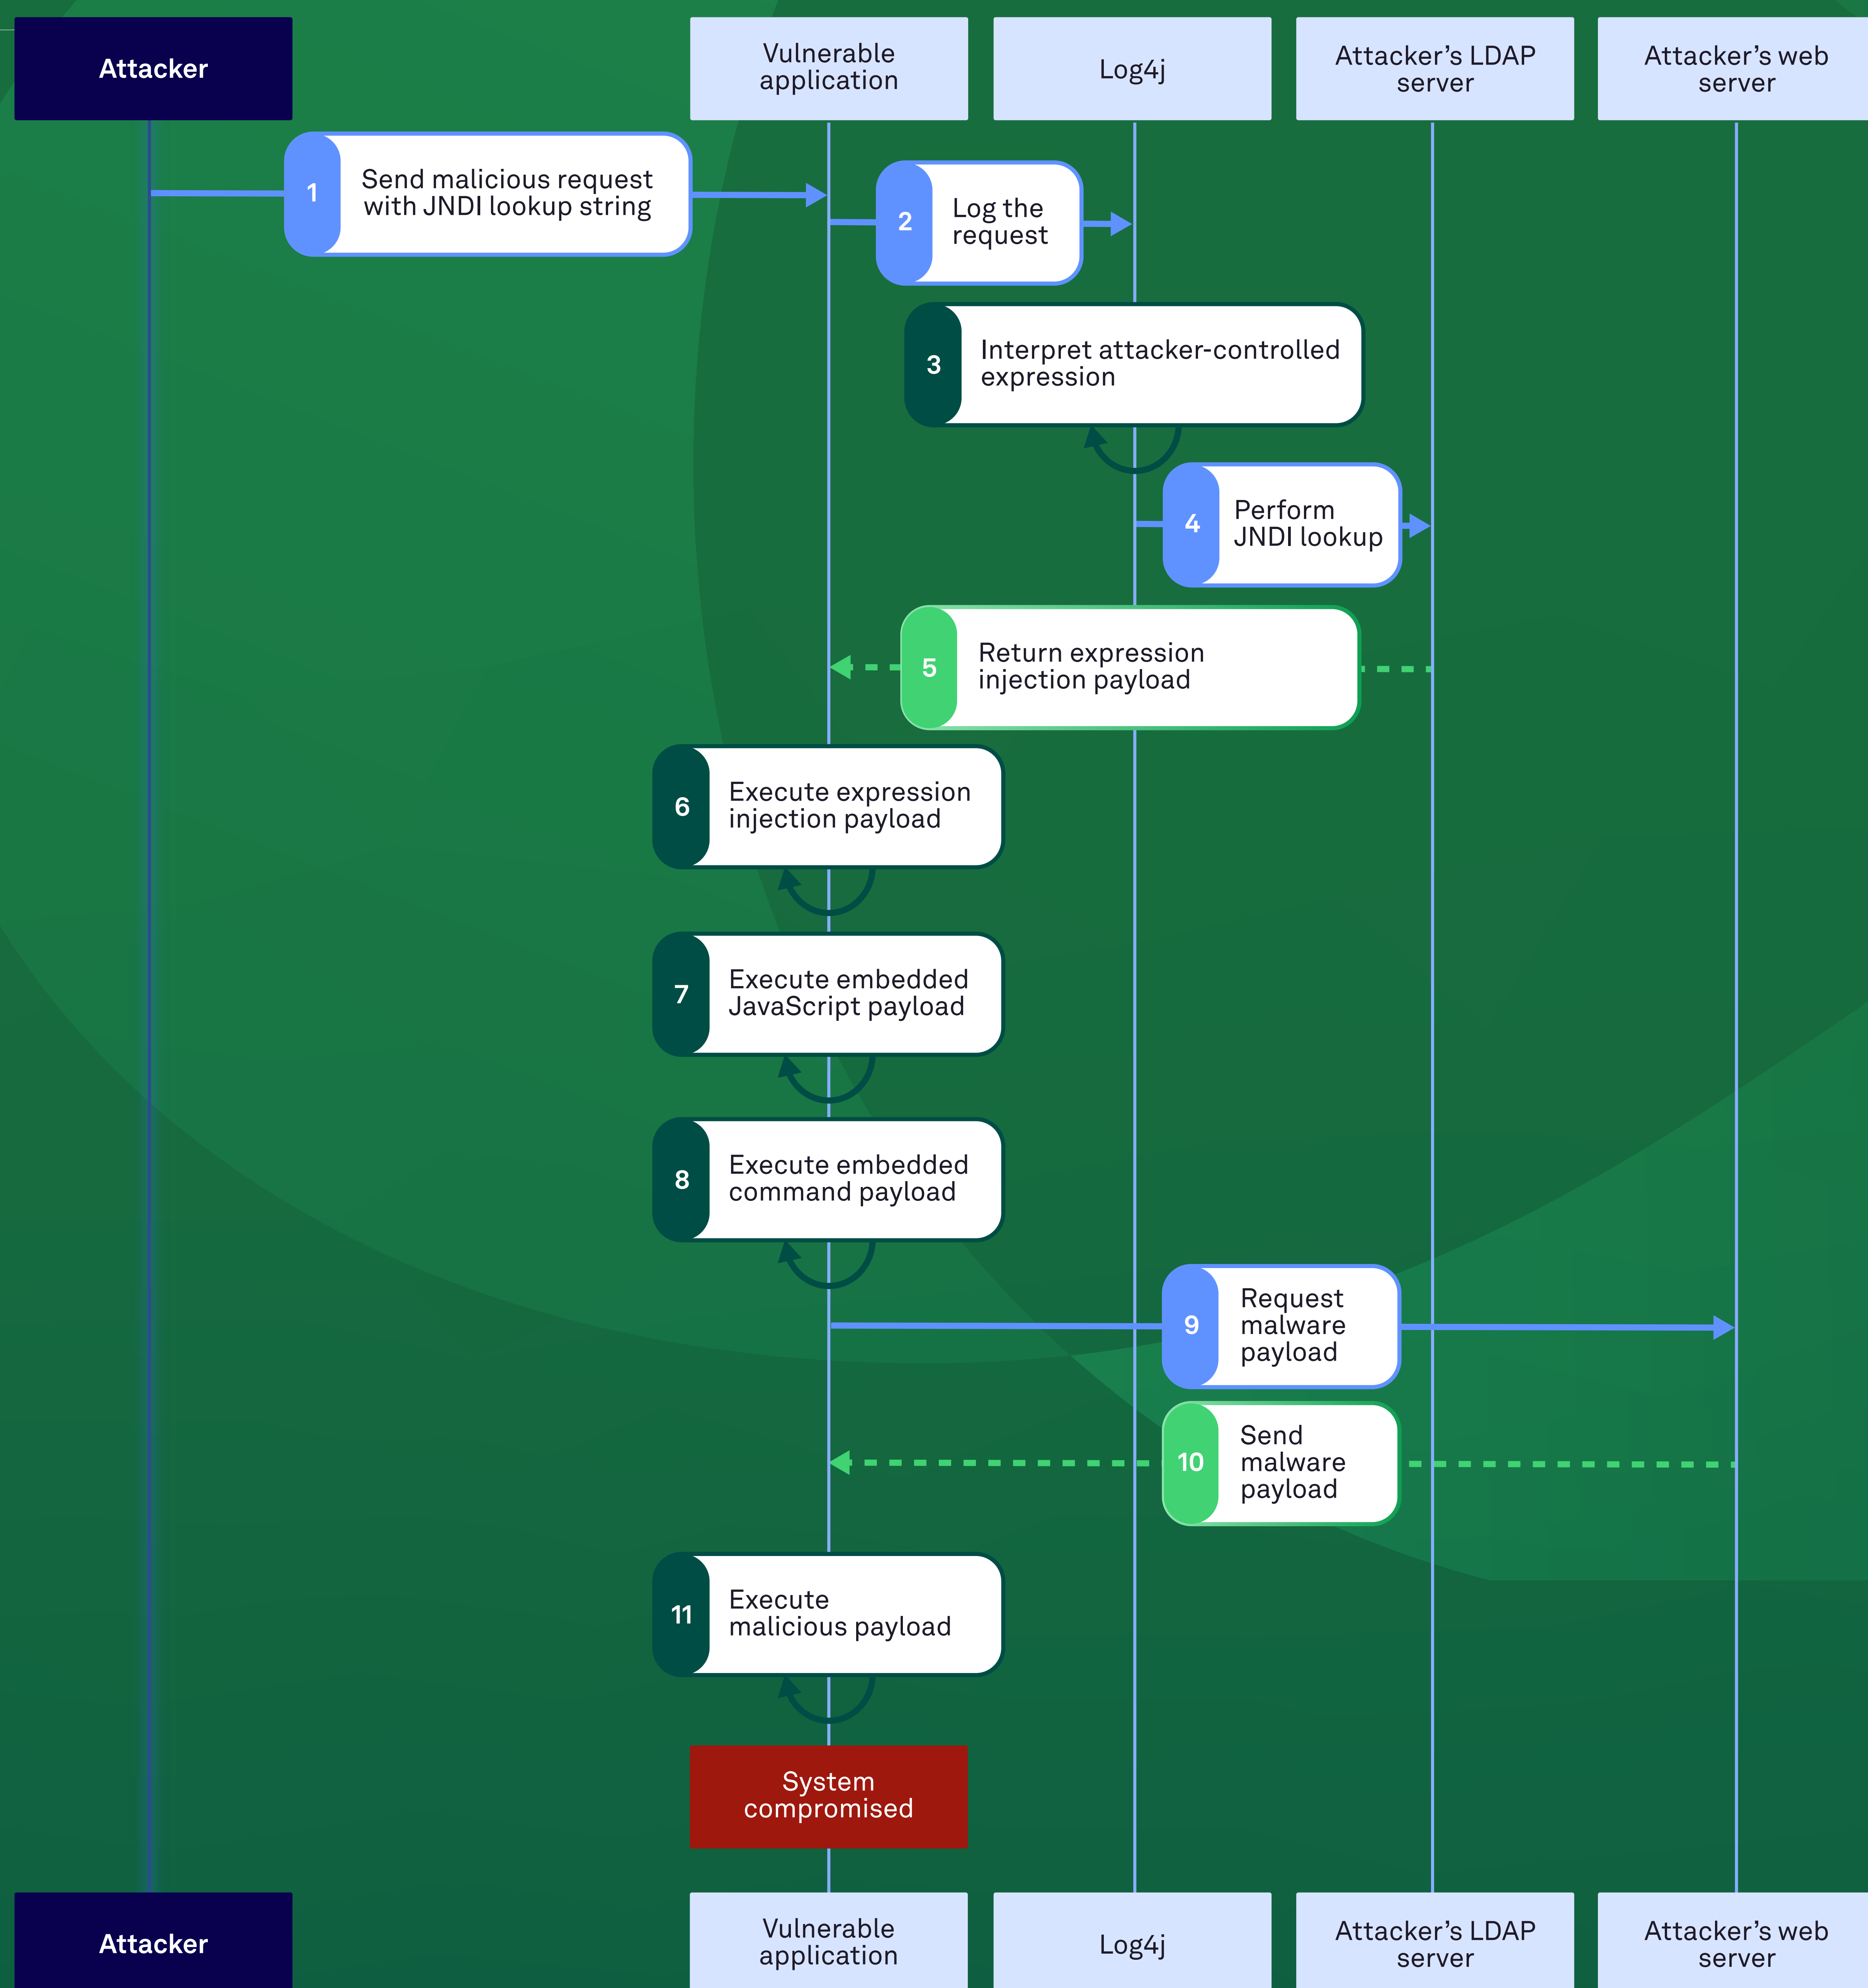 Attacker
Vulnerable
application
Log4j
Attacker’s LDAP
server
Attacker’s web
server
1
Send malicious request
with JNDI lookup string
2
Log the
request
3
Interpret attacker-controlled
expression
4
Perform
JNDI lookup
5
Return expression
injection payload
6
Execute expression
injection payload
7
Execute embedded
JavaScript payload
8
Execute embedded
command payload
9
Request
malware
payload
10
Send
malware
payload
11
Execute
malicious payload
System
compromised
Attacker
Vulnerable
application
Log4j
Attacker’s LDAP
server
Attacker’s web
server